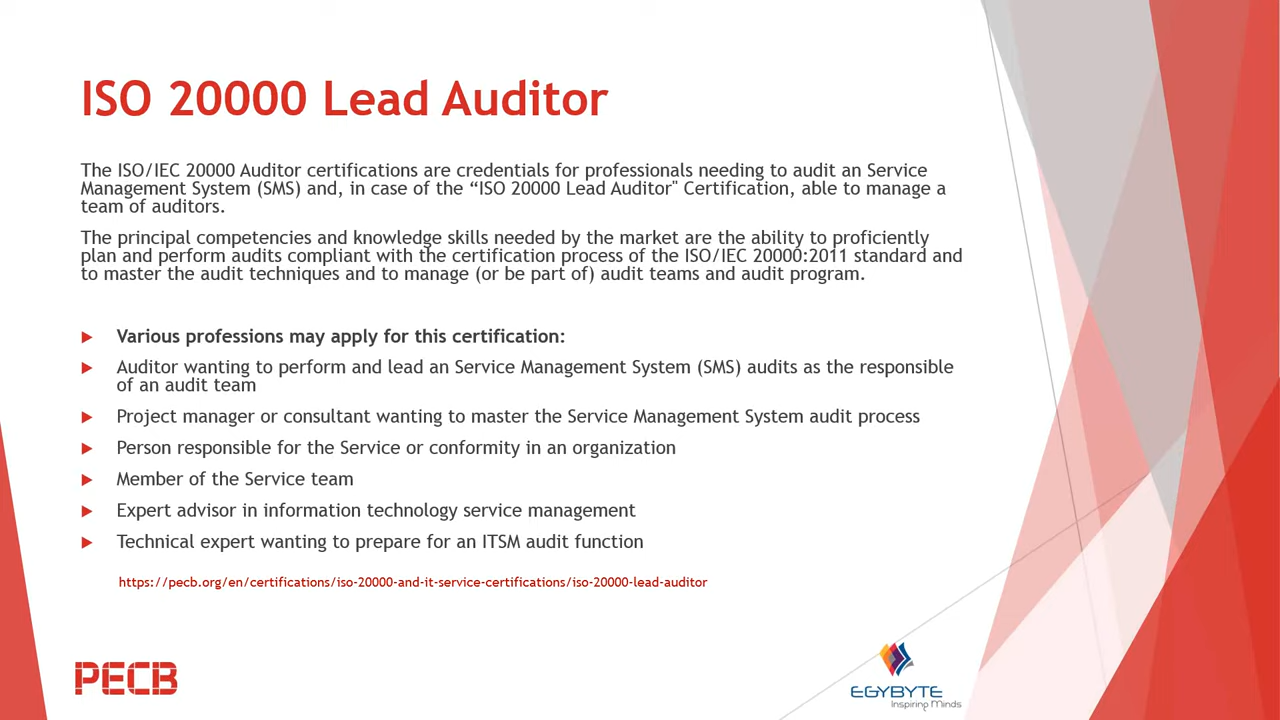 ISO 20000 Lead Auditor
The ISO/IEC 20000 Auditor certifications are credentials for professionals needing to audit an Service
Management System (SMS) and, in case of the “ISO 20000 Lead Auditor" Certification, able to manage a
team of auditors.
The principal competencies and knowledge skills needed by the market are the ability to proficiently
plan and perform audits compliant with the certification process of the ISO/IEC 20000:2011 standard and
to master the audit techniques and to manage (or be part of) audit teams and audit program.
Various professions may apply for this certification:
Auditor wanting to perform and lead an Service Management System (SMS) audits as the responsible
of an audit team
Project manager or consultant wanting to master the Service Management System audit process
Person responsible for the Service or conformity in an organization
Member of the Service team
Expert advisor in information technology service management
Technical expert wanting to prepare for an ITSM audit function
https://pecb.org/en/certifications/iso-20000-and-it-service-certifications/iso-20000-lead-auditor
PECB
EGYBYTE
Inspiring Minds